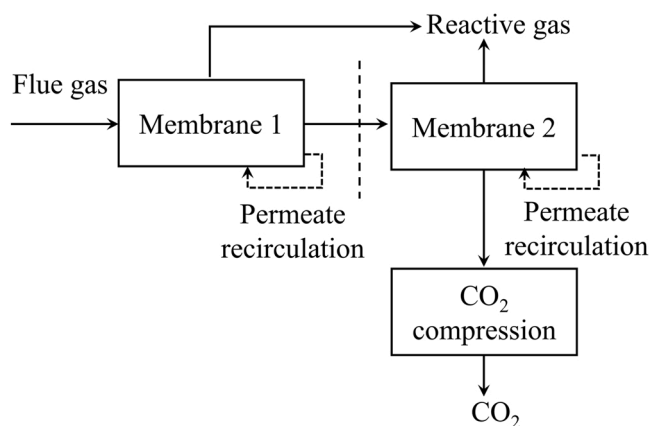 Reactive gas
Flue gas
Membrane 1
Membrane 2
Permeate
recirculation
Permeate
recirculation
CO₂
compression
CO₂